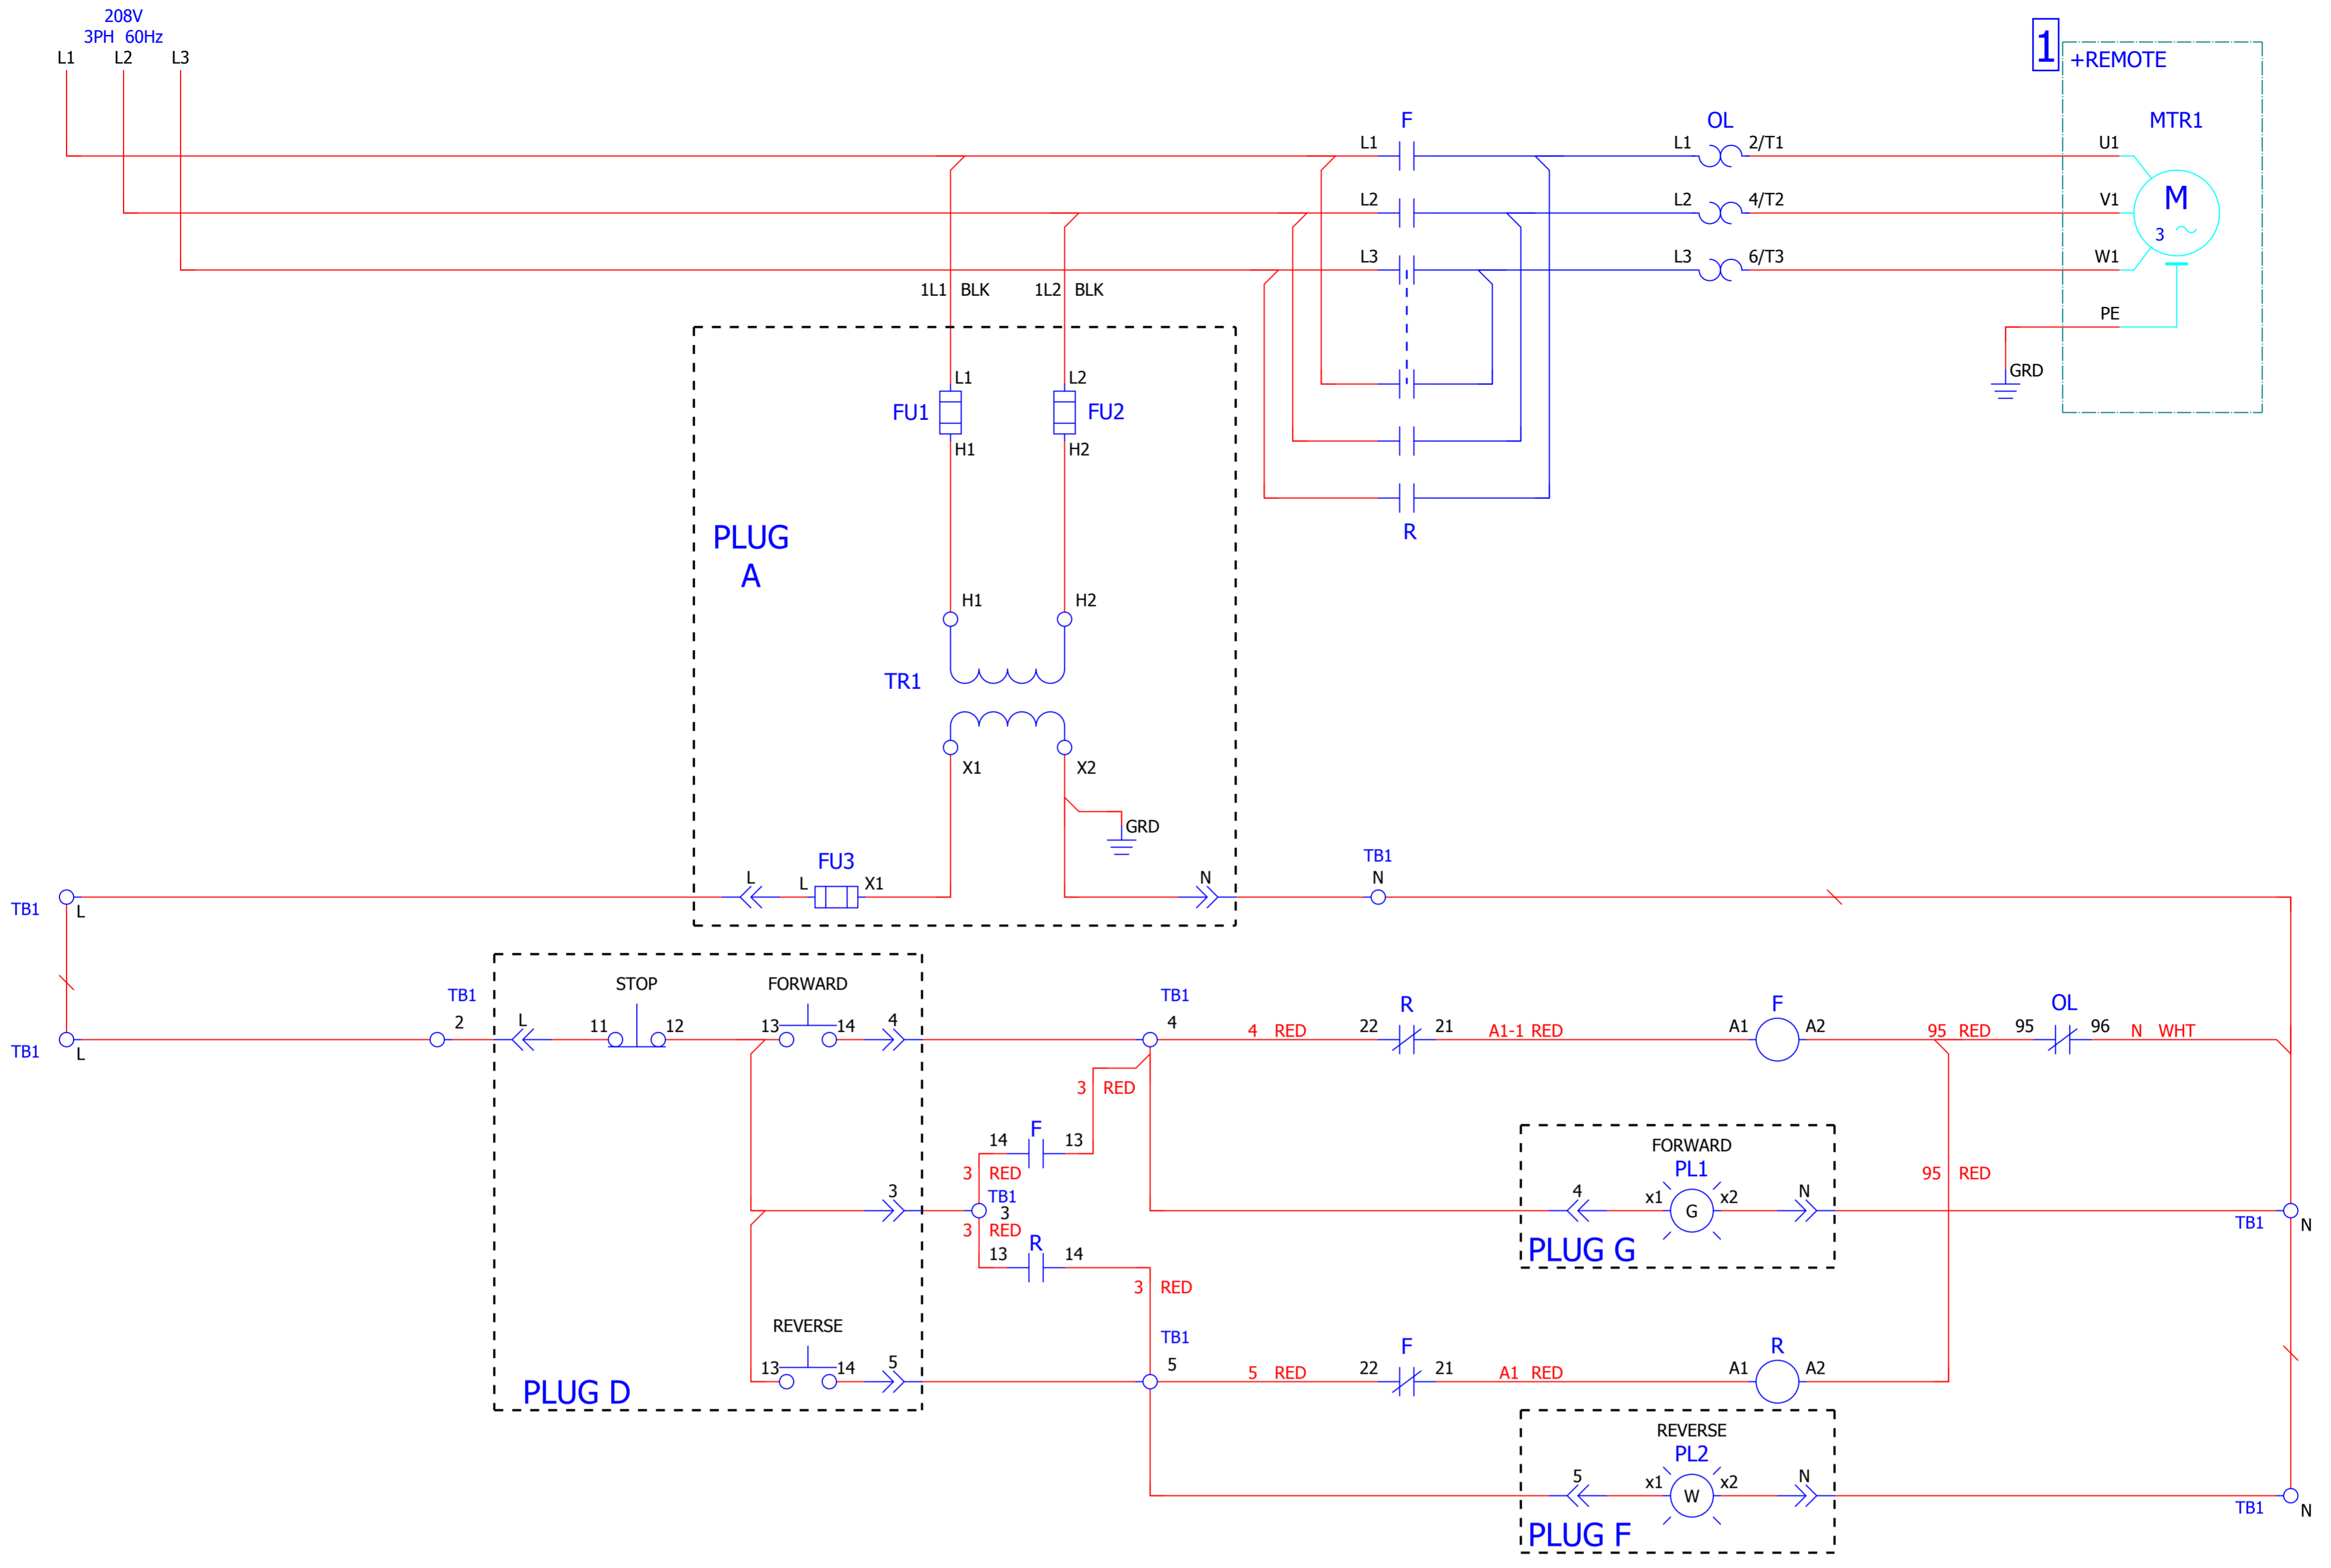 208V
3PH 60Hz
L1 L2 L3
1
+REMOTE
F OL MTR1
L1 L1 2/T1 U1
L2 L2 4/T2 V1
M
3
L3 L3 6/T3 W1
1L1 BLK 1L2 BLK
PE
GRD
L1 L2
FU1 FU2
H1 H2
R
PLUG
A
H1 H2
TR1
X1 X2
GRD
FU3
L L X1 N
TB1
N
TB1 L
STOP FORWARD
TB1
2
L 11 12 13 14 4
TB1
4
4 RED
R
22 21
A1-1 RED
F
A1 A2
95 RED
OL
95 96
N WHT
TB1 L
3 RED
F
14 13
3 RED
TB1
3
3 RED
R
13 14
3 RED
3
FORWARD
PL1
4 x1 G x2 N
PLUG G
95 RED
TB1 N
REVERSE
13 14 5
PLUG D
TB1
5
5 RED
F
22 21
A1 RED
R
A1 A2
REVERSE
PL2
5 x1 W x2 N
PLUG F
TB1 N